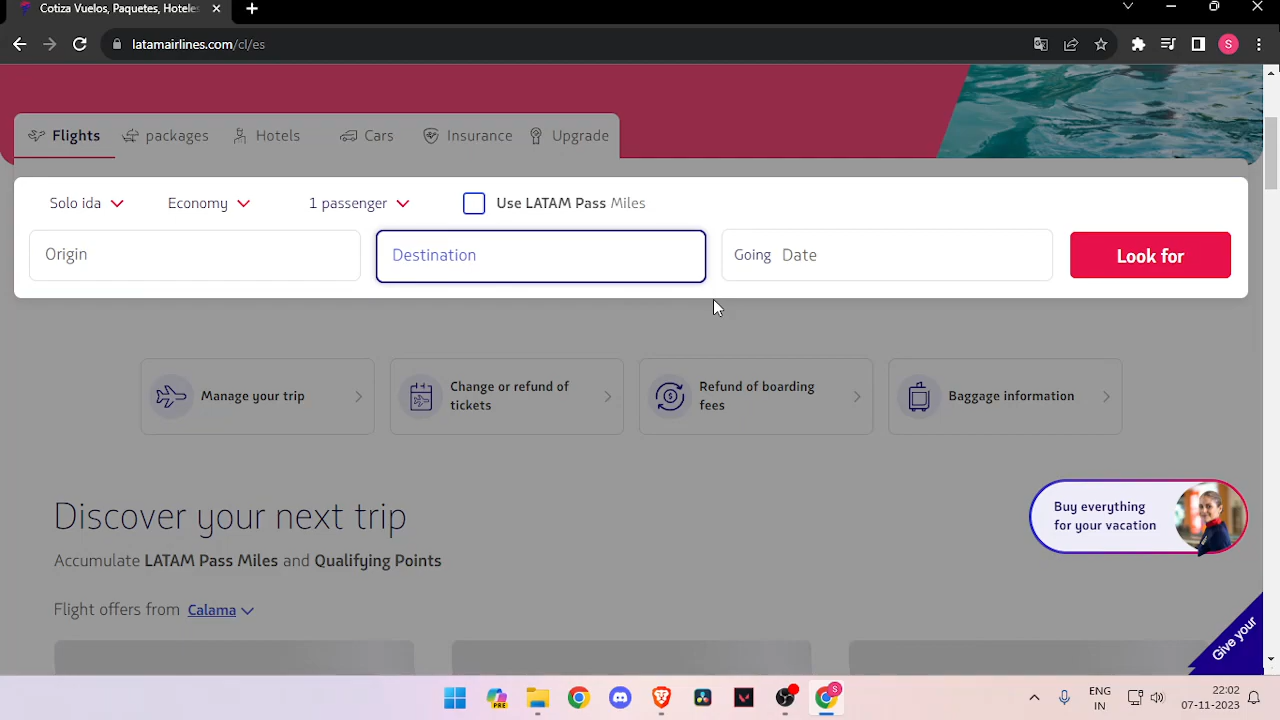 Cotiza Vuelos, Paquetes, Hoteles
latamairlines.com/cl/es
S
Flights
packages
Hotels
Cars
Insurance
Upgrade
Solo ida
Economy
1 passenger
Use LATAM Pass Miles
Origin
Destination
Going Date
Look for
Manage your trip
Change or refund of
tickets
Refund of boarding
fees
Baggage information
Discover your next trip
Accumulate LATAM Pass Miles and Qualifying Points
Flight offers from Calama
Buy everything
for your vacation
Give your
PRE
S
ENG
IN
22:02
07-11-2023